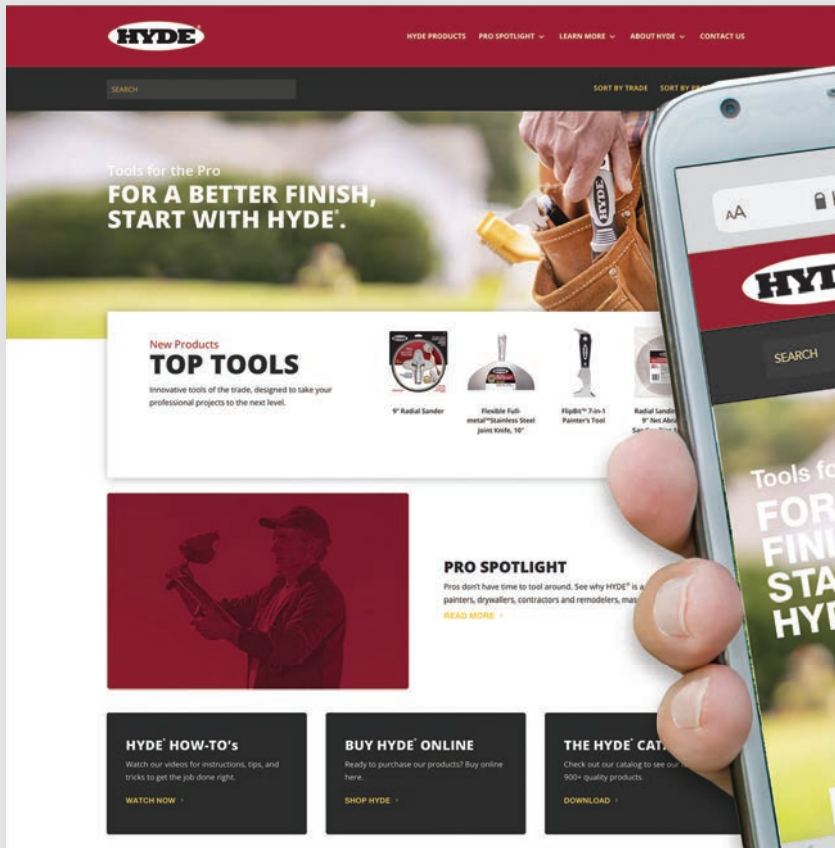 HYDE®
HYDE PRODUCTS PRO SPOTLIGHT LEARN MORE ABOUT HYDE CONTACT US
SEARCH
SORT BY TRADE SORT BY
Tools for the Pro
FOR A BETTER FINISH,
START WITH HYDE®.
HYDE
New Products
TOP TOOLS
Innovative tools of the trade, designed to take your
professional projects to the next level.
9" Radial Sander
Flexible Full-
metal™Stainless Steel
Joint Knife, 10"
FlipBit™ 7-in-1
Painter's Tool
Radial Sand
9" Net Abra
PRO SPOTLIGHT
Pros don't have time to tool around. See why HYDE® is a
painters, drywallers, contractors and remodelers, mas
READ MORE ›
HYDE® HOW-TO's
Watch our videos for instructions, tips, and
tricks to get the job done right.
WATCH NOW ›
BUY HYDE® ONLINE
Ready to purchase our products? Buy online
here.
SHOP HYDE ›
THE HYDE® CAT
Check out our catalog to see our
900+ quality products.
DOWNLOAD ›
AA
HYD
SEARCH
Tools fo
FOR
FINI
STA
HYD